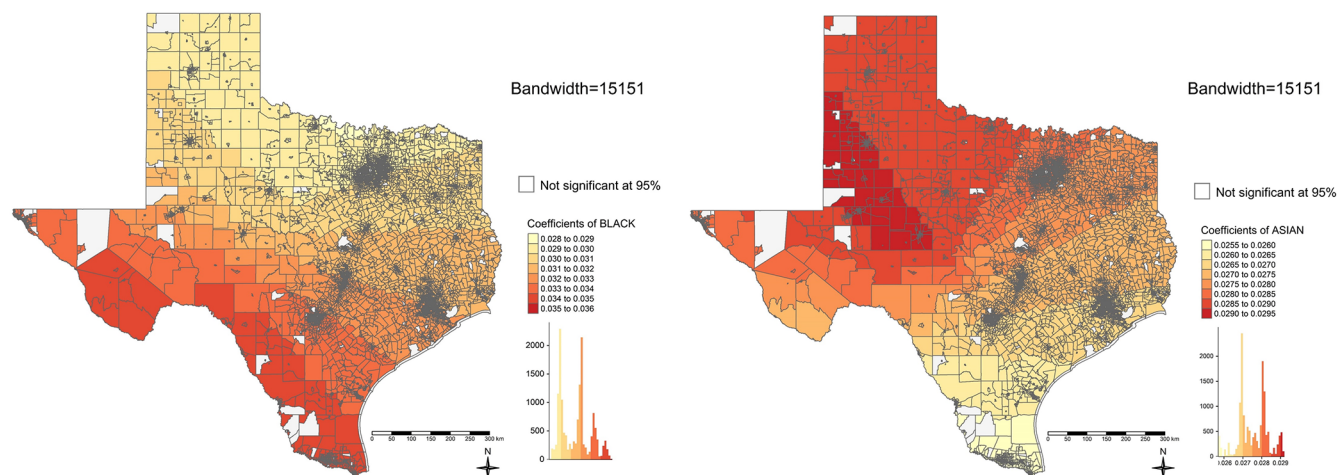 Bandwidth=15151
Not significant at 95%
Coefficients of BLACK
0.028 to 0.029
0.029 to 0.030
0.030 to 0.031
0.031 to 0.032
0.032 to 0.033
0.033 to 0.034
0.034 to 0.035
0.035 to 0.036
2000
1500
1000
500
0
0 50 100 150 200 250 300 km
N
Bandwidth=15151
Not significant at 95%
Coefficients of ASIAN
0.0255 to 0.0260
0.0260 to 0.0265
0.0265 to 0.0270
0.0270 to 0.0275
0.0275 to 0.0280
0.0280 to 0.0285
0.0285 to 0.0290
0.0290 to 0.0295
2000
1500
1000
500
0
0.027 0.028 0.029
0 50 100 150 200 250 300 km
N